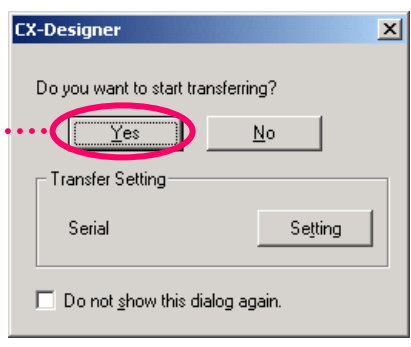 CX-Designer
Do you want to start transferring?
Yes No
Transfer Setting
Serial Setting
Do not show this dialog again.